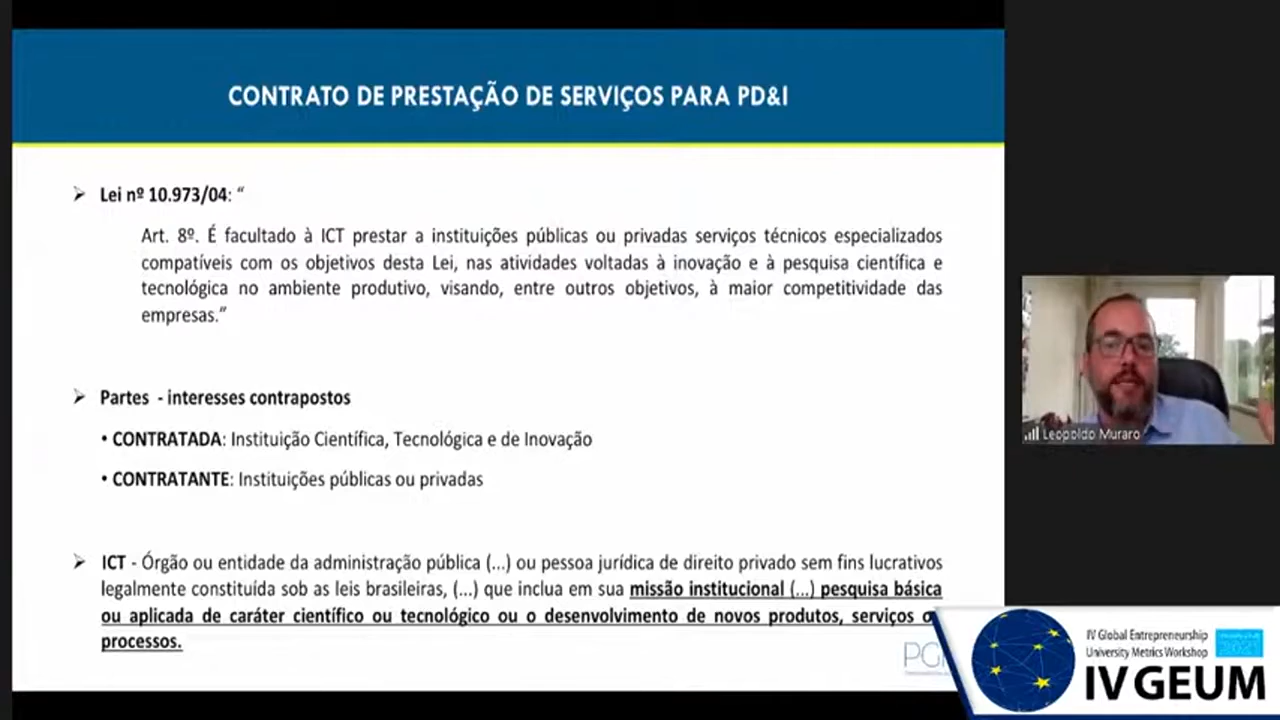 CONTRATO DE PRESTAÇÃO DE SERVIÇOS PARA PD&I
➢ Lei nº 10.973/04: “
Art. 8º. É facultado à ICT prestar a instituições públicas ou privadas serviços técnicos especializados
compatíveis com os objetivos desta Lei, nas atividades voltadas à inovação e à pesquisa científica e
tecnológica no ambiente produtivo, visando, entre outros objetivos, à maior competitividade das
empresas.”
➢ Partes - interesses contrapostos
• CONTRATADA: Instituição Científica, Tecnológica e de Inovação
• CONTRATANTE: Instituições públicas ou privadas
➢ ICT - Órgão ou entidade da administração pública (...) ou pessoa jurídica de direito privado sem fins lucrativos
legalmente constituída sob as leis brasileiras, (...) que inclua em sua missão institucional (...) pesquisa básica
ou aplicada de caráter científico ou tecnológico ou o desenvolvimento de novos produtos, serviços o
processos.
Leopoldo Muraro
IV Global Entrepreneurship
University Metrics Workshop
IV GEUM